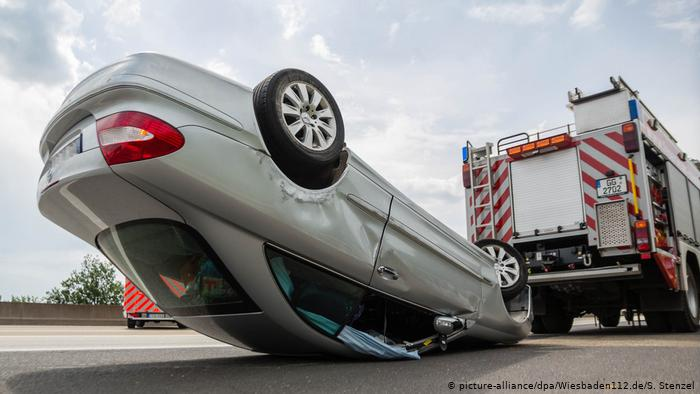 GG
2702
© picture-alliance/dpa/Wiesbaden112.de/S. Stenzel